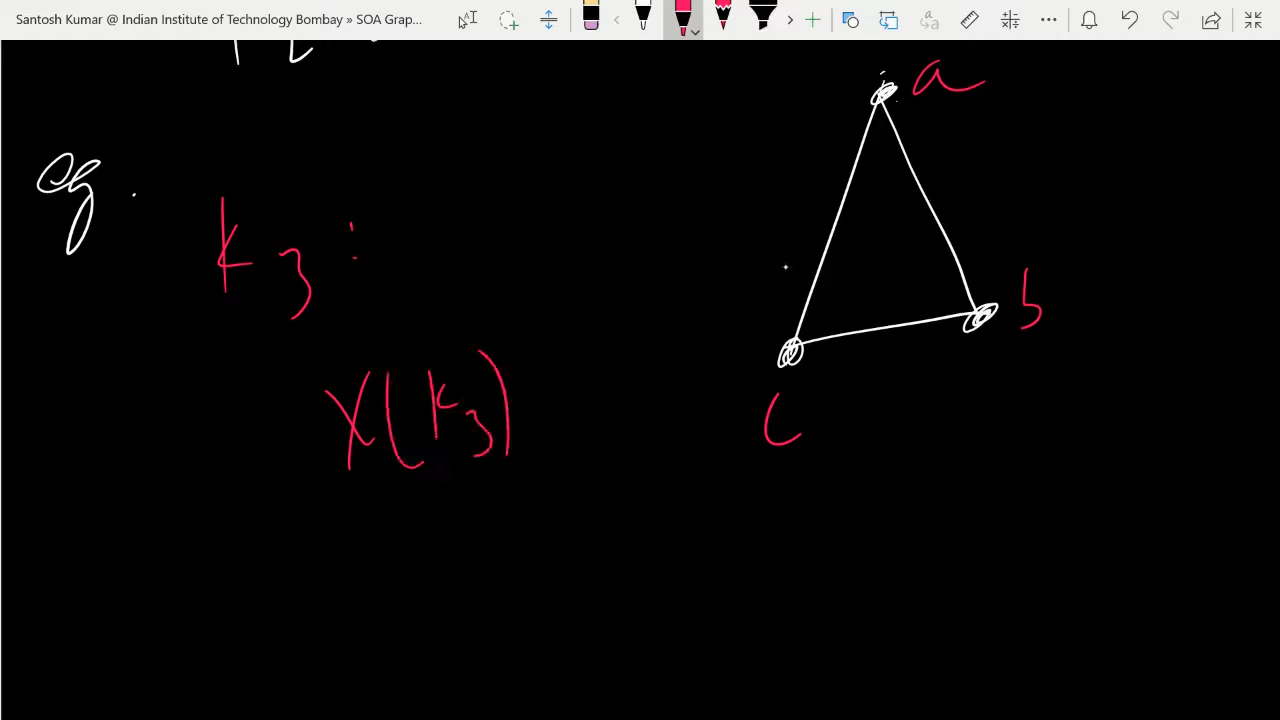 Santosh Kumar @ Indian Institute of Technology Bombay » SOA Grap...
eg.
a
k3 :
b
χ(k3)
c